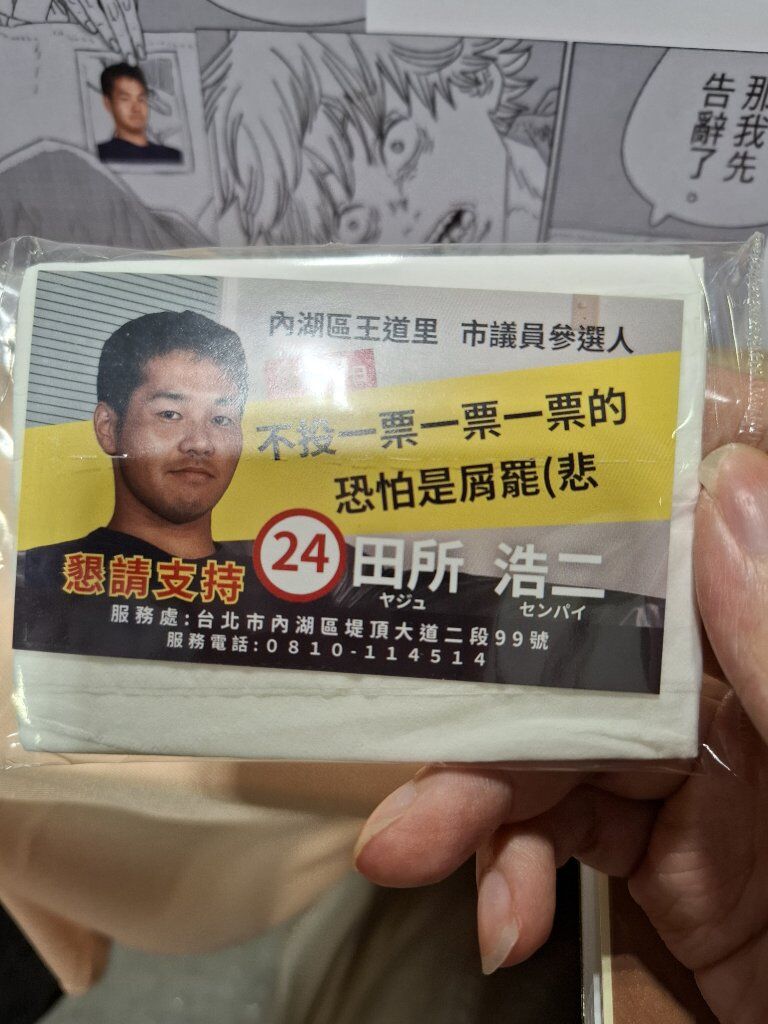 那我先
告辭了。
內湖區王道里 市議員參選人
不投一票一票一票的
恐怕是屑罷(悲
懇請支持
24
田所 浩二
ヤジュ センパイ
服務處:台北市內湖區堤頂大道二段99號
服務電話:0810-114514